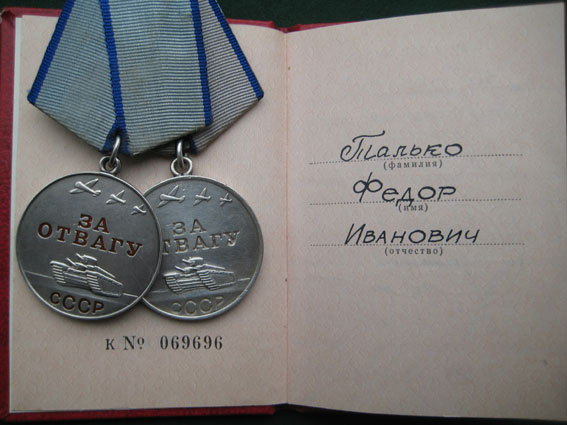 ЗА
ОТВАГУ
СССР
ЗА
ОТВАГУ
СССР
К № 069696
Талько
(фамилия)
Федор
(имя)
Иванович
(отчество)